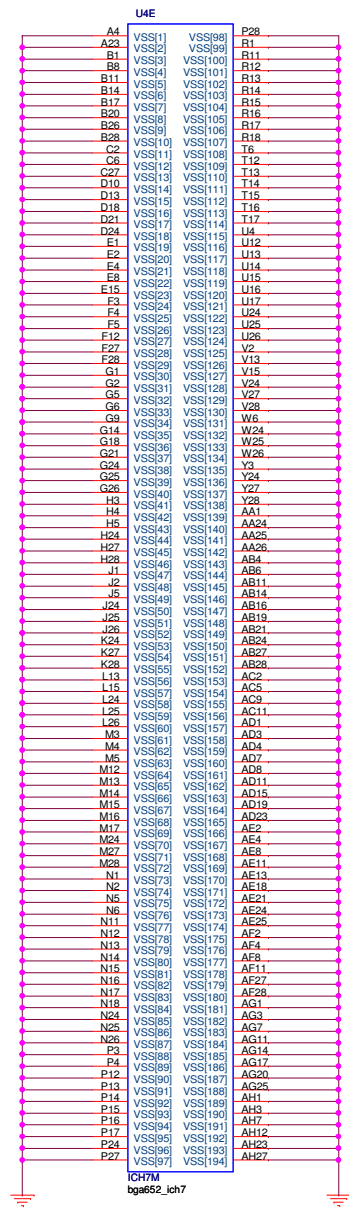 U4E
A4 VSS[1] VSS[98] P28
A23 VSS[2] VSS[99] R1
B1 VSS[3] VSS[100] R11
B8 VSS[4] VSS[101] R12
B11 VSS[5] VSS[102] R13
B14 VSS[6] VSS[103] R14
B17 VSS[7] VSS[104] R15
B20 VSS[8] VSS[105] R16
B26 VSS[9] VSS[106] R17
B28 VSS[10] VSS[107] R18
C2 VSS[11] VSS[108] T6
C6 VSS[12] VSS[109] T12
C27 VSS[13] VSS[110] T13
D10 VSS[14] VSS[111] T14
D13 VSS[15] VSS[112] T15
D18 VSS[16] VSS[113] T16
D21 VSS[17] VSS[114] T17
D24 VSS[18] VSS[115] U4
E1 VSS[19] VSS[116] U12
E2 VSS[20] VSS[117] U13
E4 VSS[21] VSS[118] U14
E8 VSS[22] VSS[119] U15
E15 VSS[23] VSS[120] U16
F3 VSS[24] VSS[121] U17
F4 VSS[25] VSS[122] U24
F5 VSS[26] VSS[123] U25
F12 VSS[27] VSS[124] U26
F27 VSS[28] VSS[125] V2
F28 VSS[29] VSS[126] V13
G1 VSS[30] VSS[127] V15
G2 VSS[31] VSS[128] V24
G5 VSS[32] VSS[129] V27
G6 VSS[33] VSS[130] V28
G9 VSS[34] VSS[131] W6
G14 VSS[35] VSS[132] W24
G18 VSS[36] VSS[133] W25
G21 VSS[37] VSS[134] W26
G24 VSS[38] VSS[135] Y3
G25 VSS[39] VSS[136] Y24
G26 VSS[40] VSS[137] Y27
H3 VSS[41] VSS[138] Y28
H4 VSS[42] VSS[139] AA1
H5 VSS[43] VSS[140] AA24
H24 VSS[44] VSS[141] AA25
H27 VSS[45] VSS[142] AA26
H28 VSS[46] VSS[143] AB4
J1 VSS[47] VSS[144] AB6
J2 VSS[48] VSS[145] AB11
J5 VSS[49] VSS[146] AB14
J24 VSS[50] VSS[147] AB16
J25 VSS[51] VSS[148] AB19
J26 VSS[52] VSS[149] AB21
K24 VSS[53] VSS[150] AB24
K27 VSS[54] VSS[151] AB27
K28 VSS[55] VSS[152] AB28
L13 VSS[56] VSS[153] AC2
L15 VSS[57] VSS[154] AC5
L24 VSS[58] VSS[155] AC9
L25 VSS[59] VSS[156] AC11
L26 VSS[60] VSS[157] AD1
M3 VSS[61] VSS[158] AD3
M4 VSS[62] VSS[159] AD4
M5 VSS[63] VSS[160] AD7
M12 VSS[64] VSS[161] AD8
M13 VSS[65] VSS[162] AD11
M14 VSS[66] VSS[163] AD15
M15 VSS[67] VSS[164] AD19
M16 VSS[68] VSS[165] AD23
M17 VSS[69] VSS[166] AE2
M24 VSS[70] VSS[167] AE4
M27 VSS[71] VSS[168] AE8
M28 VSS[72] VSS[169] AE11
N1 VSS[73] VSS[170] AE13
N2 VSS[74] VSS[171] AE18
N5 VSS[75] VSS[172] AE21
N6 VSS[76] VSS[173] AE24
N11 VSS[77] VSS[174] AE25
N12 VSS[78] VSS[175] AF2
N13 VSS[79] VSS[176] AF4
N14 VSS[80] VSS[177] AF8
N15 VSS[81] VSS[178] AF11
N16 VSS[82] VSS[179] AF27
N17 VSS[83] VSS[180] AF28
N18 VSS[84] VSS[181] AG1
N24 VSS[85] VSS[182] AG3
N25 VSS[86] VSS[183] AG7
N26 VSS[87] VSS[184] AG11
P3 VSS[88] VSS[185] AG14
P4 VSS[89] VSS[186] AG17
P12 VSS[90] VSS[187] AG20
P13 VSS[91] VSS[188] AG25
P14 VSS[92] VSS[189] AH1
P15 VSS[93] VSS[190] AH3
P16 VSS[94] VSS[191] AH7
P17 VSS[95] VSS[192] AH12
P24 VSS[96] VSS[193] AH23
P27 VSS[97] VSS[194] AH27
ICH7M
bga652_ich7